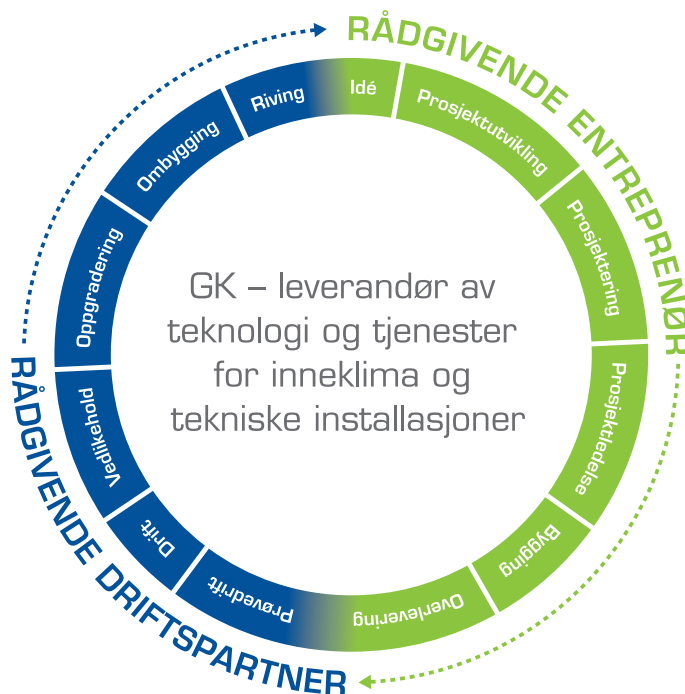 RÅDGIVENDE ENTREPRENØR
Idé
Prosjektutvikling
Prosjektering
Prosjektledelse
Bygging
Overlevering
Prøvedrift
Drift
Vedlikehold
Oppgradering
Ombygging
Riving
RÅDGIVENDE DRIFTSPARTNER
GK – leverandør av
teknologi og tjenester
for inneklima og
tekniske installasjoner